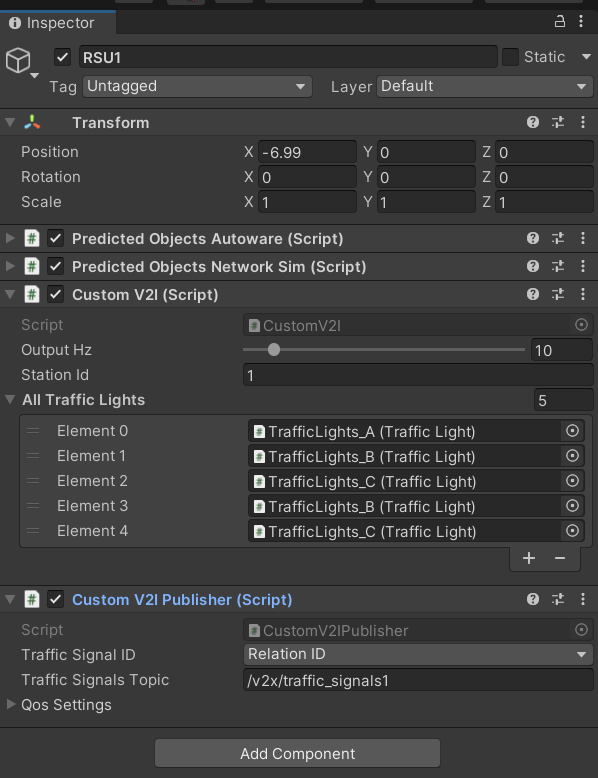 Inspector
RSU1
Static
Tag Untagged Layer Default
Transform
Position X -6.99 Y 0 Z 0
Rotation X 0 Y 0 Z 0
Scale X 1 Y 1 Z 1
Predicted Objects Autoware (Script)
Predicted Objects Network Sim (Script)
Custom V2I (Script)
Script CustomV2I
Output Hz 10
Station Id 1
All Traffic Lights 5
Element 0 TrafficLights_A (Traffic Light)
Element 1 TrafficLights_B (Traffic Light)
Element 2 TrafficLights_C (Traffic Light)
Element 3 TrafficLights_B (Traffic Light)
Element 4 TrafficLights_C (Traffic Light)
Custom V2I Publisher (Script)
Script CustomV2IPublisher
Traffic Signal ID Relation ID
Traffic Signals Topic /v2x/traffic_signals1
Qos Settings
Add Component